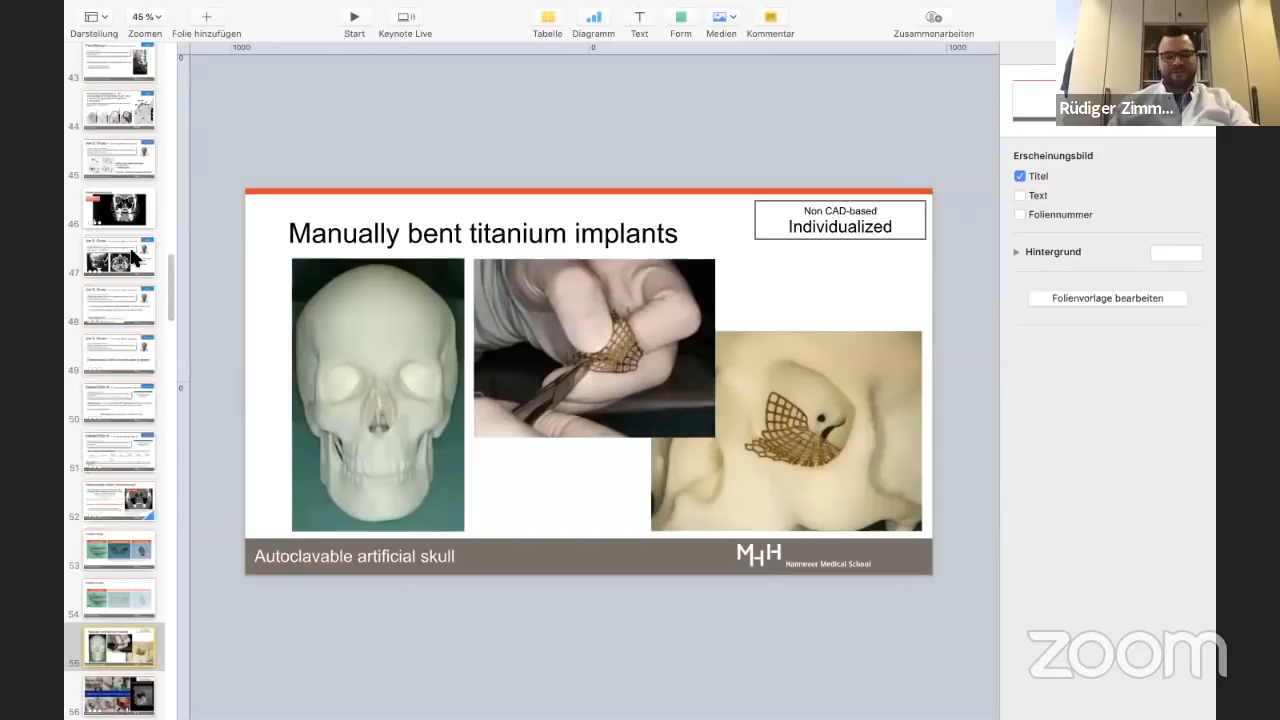 45 %
Darstellung
Zoomen
Folie hinzufügen
Start
Keynote Live
Tabelle
Diagramm
Text
Form
Medien
Kommentar
Zusammenarbeiten
Rüdiger Zimm...
1000
0
1000
0
43
44
45
46
47
48
49
50
51
52
53
54
55
56
Manually bent titanium implants
Non CAD-based
Individualized
Autoclavable artificial skull
MHH
Hannover Medical School
Erscheinungsbild
Titel
Text
Foliennummer
Hintergrund
Folienvorlage bearbeiten
zoom